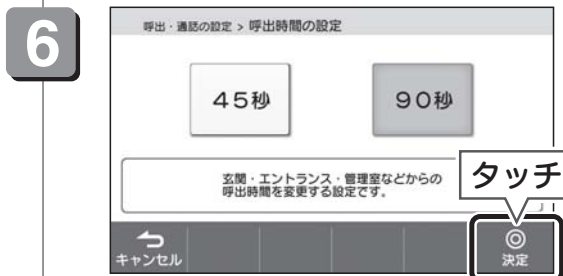 6
呼出・通話の設定 > 呼出時間の設定
45秒
90秒
玄関・エントランス・管理室などからの
呼出時間を変更する設定です。
タッチ
キャンセル
決定